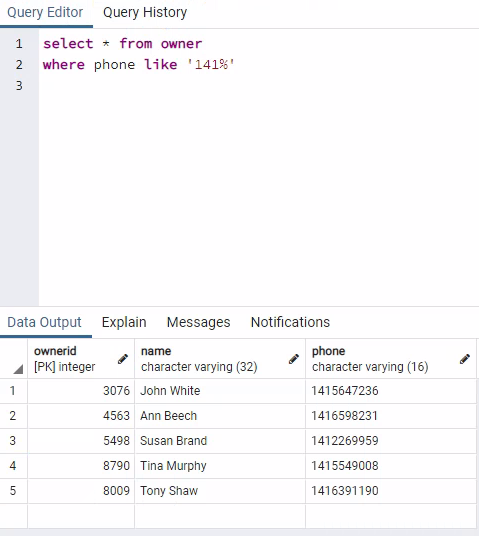 Query Editor Query History
1 select * from owner
2 where phone like '141%'
3
Data Output Explain Messages Notifications
ownerid name phone
[PK] integer character varying (32) character varying (16)
1 3076 John White 1415647236
2 4563 Ann Beech 1416598231
3 5498 Susan Brand 1412269959
4 8790 Tina Murphy 1415549008
5 8009 Tony Shaw 1416391190